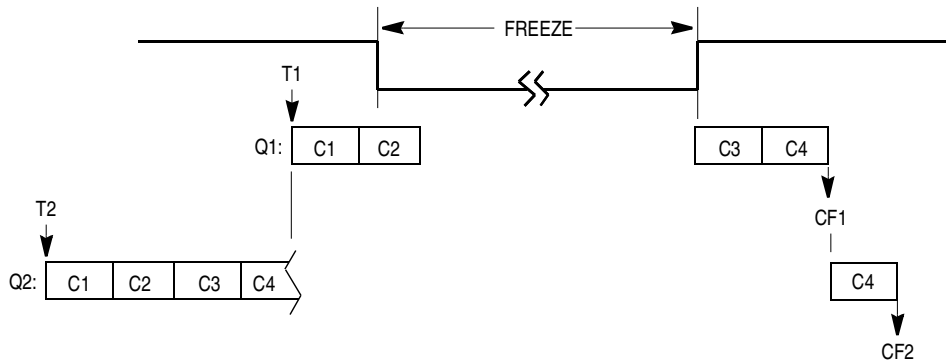 FREEZE
T1
Q1: C1 C2 C3 C4
T2
CF1
Q2: C1 C2 C3 C4 C4
CF2